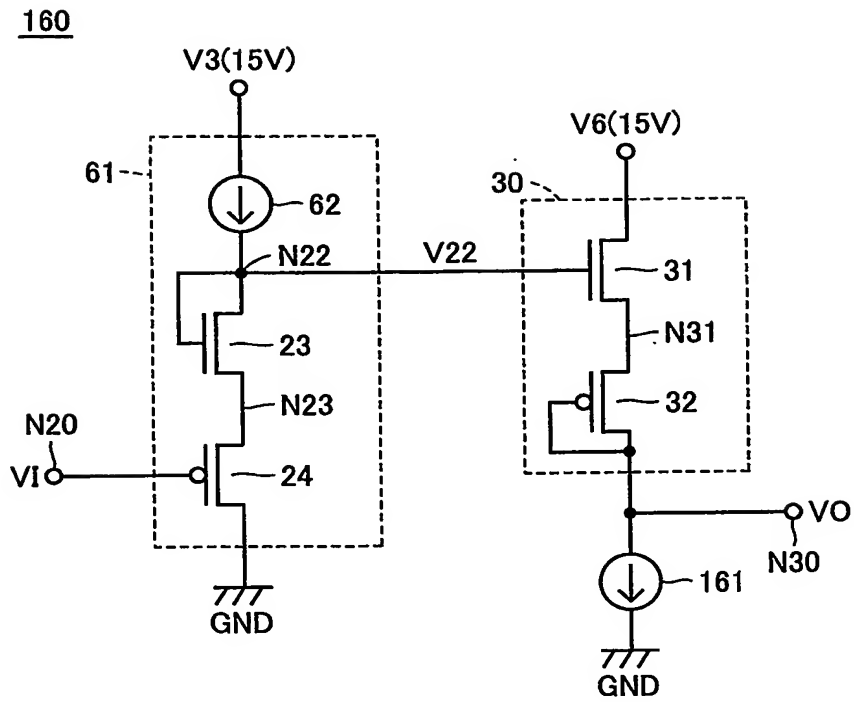 160
V3(15V)
V6(15V)
61
62
30
N22
V22
31
23
N31
N23
32
N20
VI
24
VO
N30
161
GND
GND